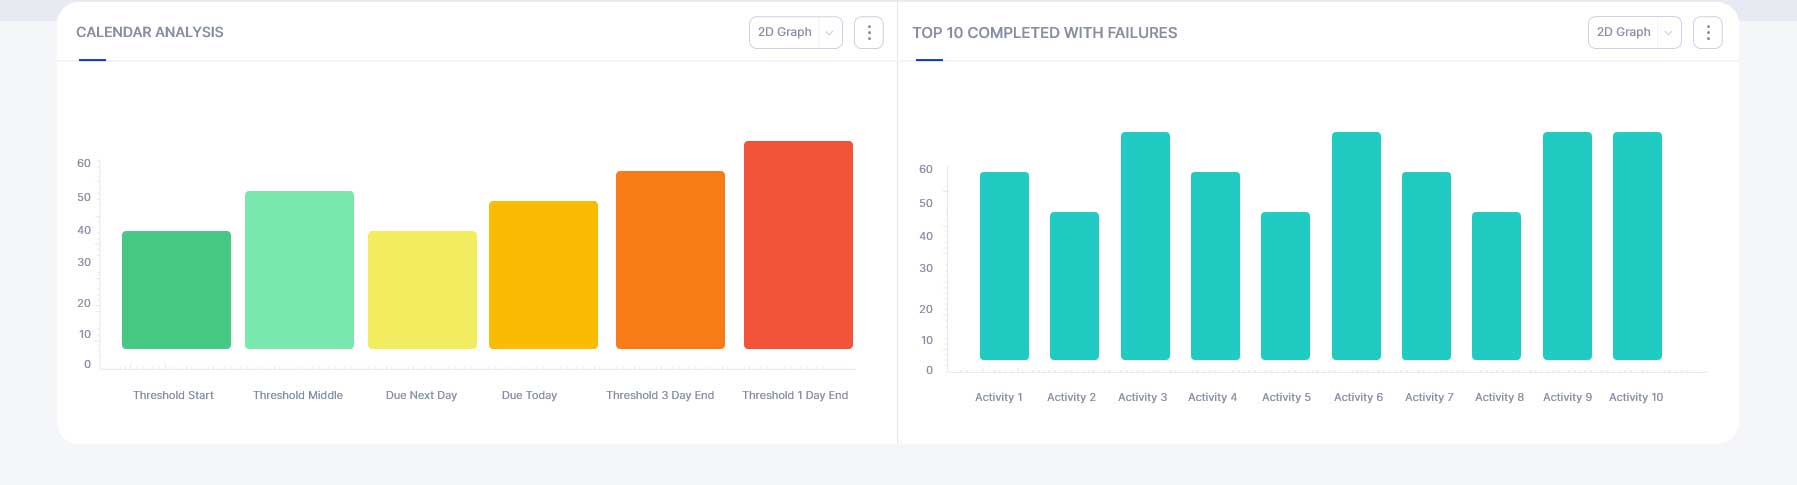 CALENDAR ANALYSIS
2D Graph
60
50
40
30
20
10
0
Threshold Start
Threshold Middle
Due Next Day
Due Today
Threshold 3 Day End
Threshold 1 Day End
TOP 10 COMPLETED WITH FAILURES
2D Graph
60
50
40
30
20
10
0
Activity 1
Activity 2
Activity 3
Activity 4
Activity 5
Activity 6
Activity 7
Activity 8
Activity 9
Activity 10